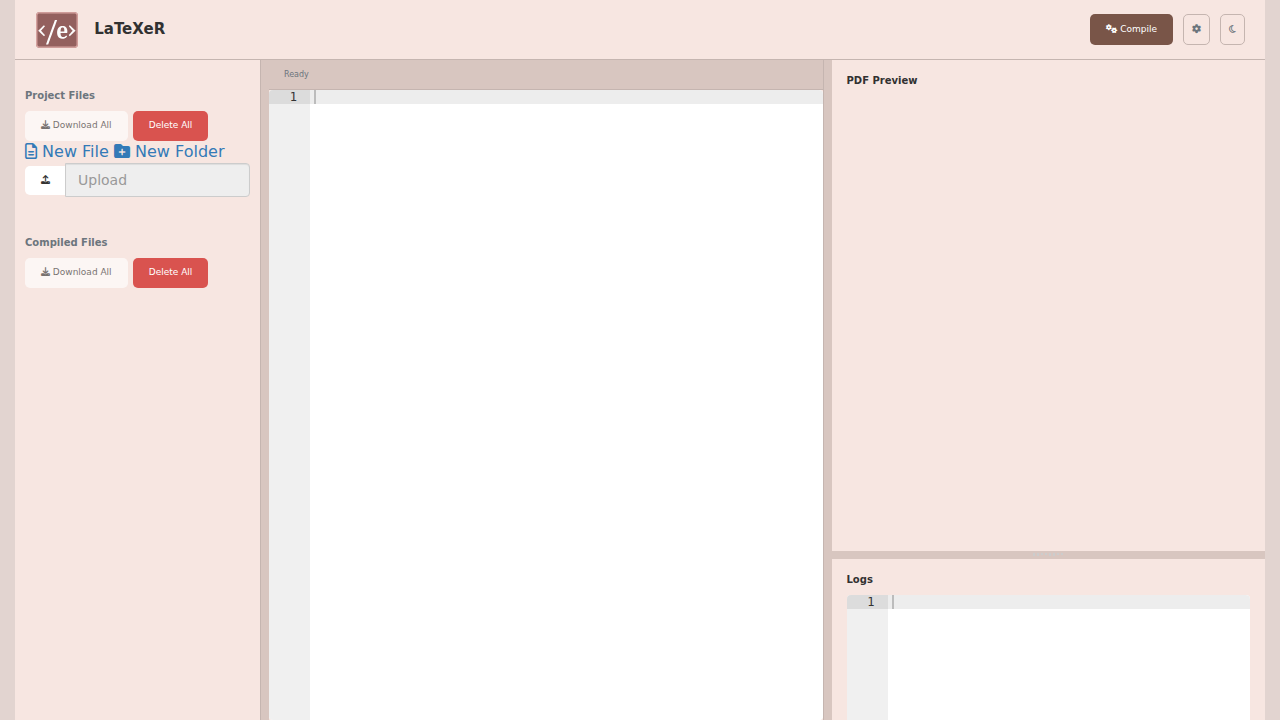 </e>
LaTeXeR
Compile
Project Files
Download All
Delete All
New File
New Folder
Upload
Compiled Files
Download All
Delete All
Ready
1
PDF Preview
Logs
1